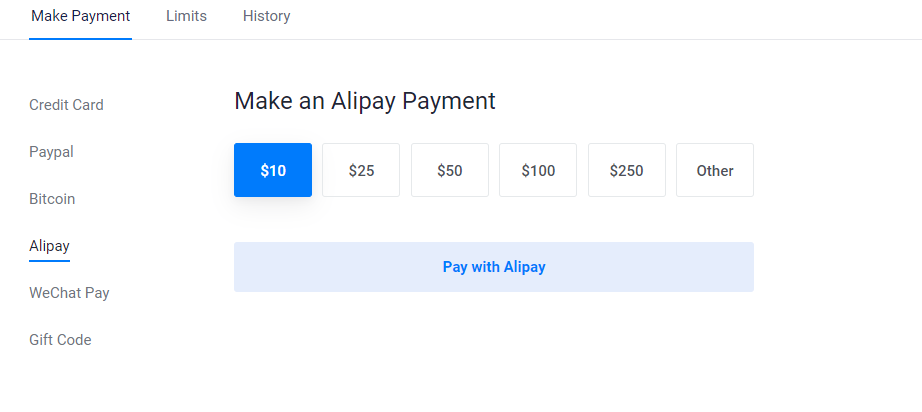 Make Payment Limits History
Credit Card
Paypal
Bitcoin
Alipay
WeChat Pay
Gift Code
Make an Alipay Payment
$10 $25 $50 $100 $250 Other
Pay with Alipay